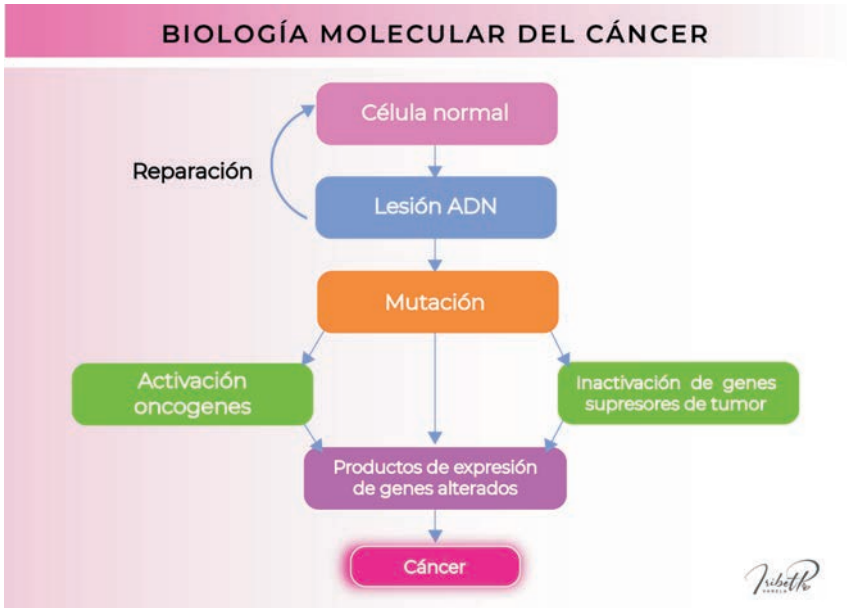 BIOLOGÍA MOLECULAR DEL CÁNCER
Célula normal
Reparación
Lesión ADN
Mutación
Activación
oncogenes
Inactivación de genes
supresores de tumor
Productos de expresión
de genes alterados
Cáncer
VARELA